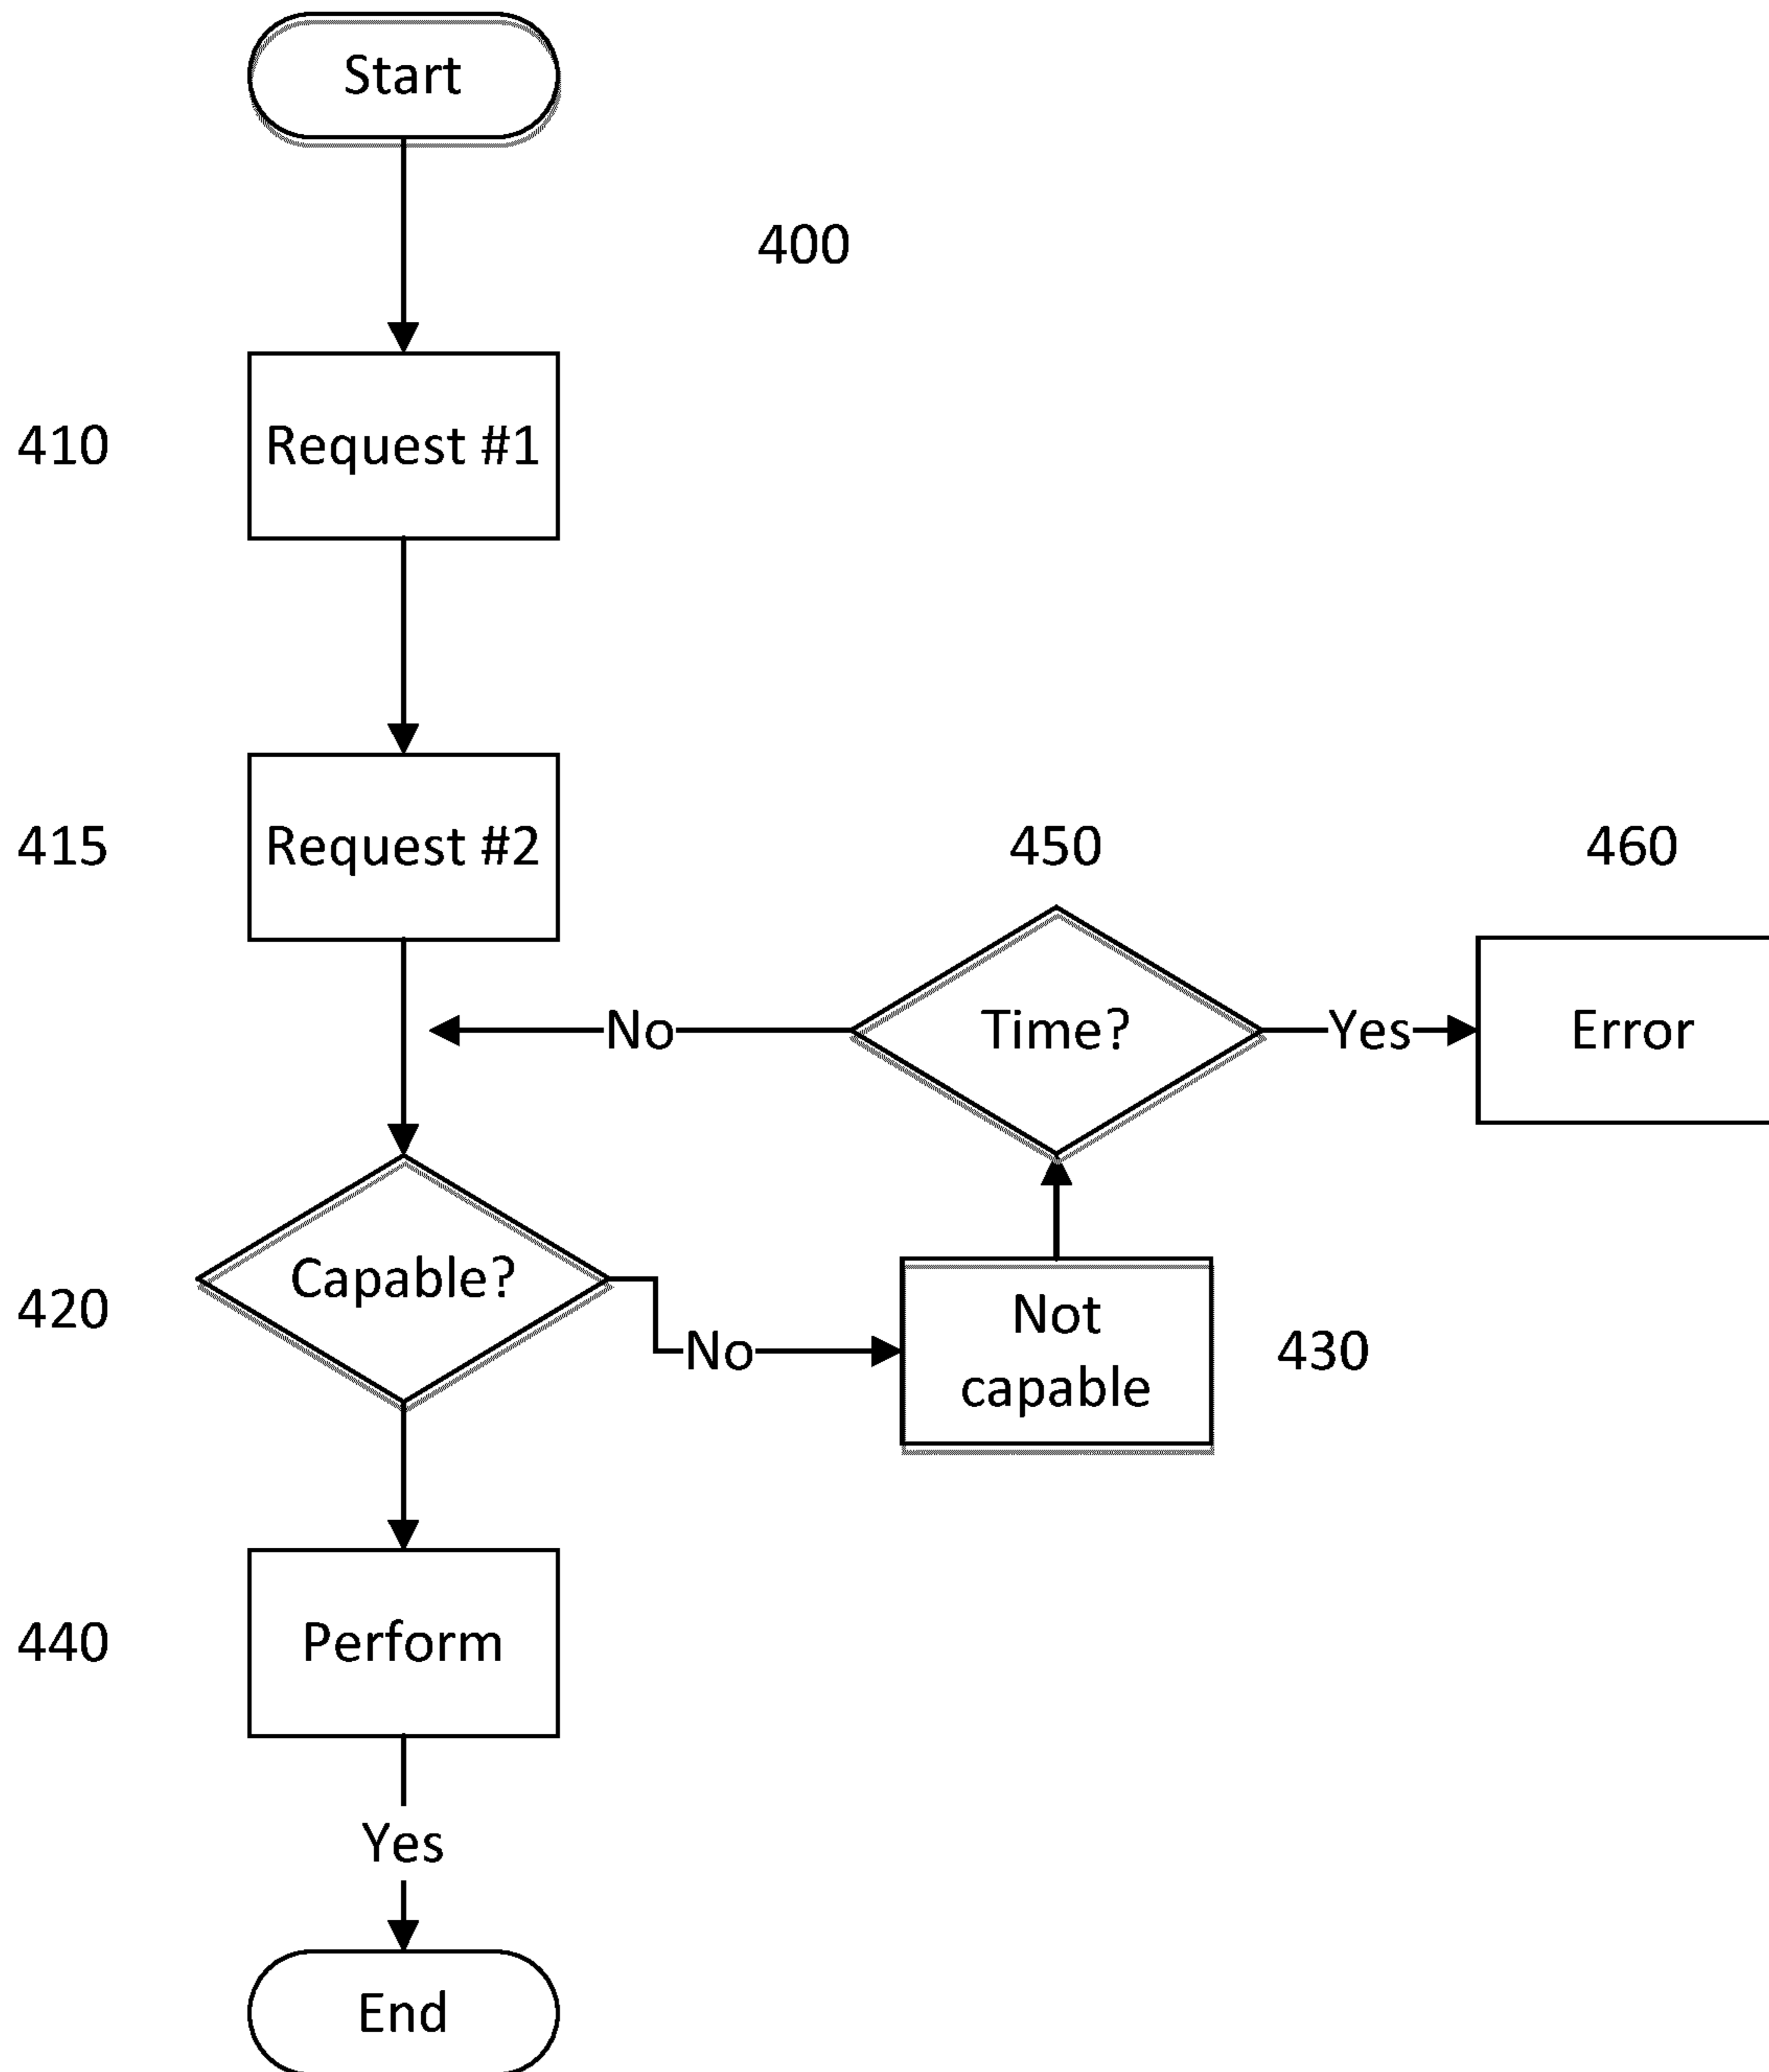 Start
400
410
Request #1
415
Request #2
450
460
No
Time?
Yes
Error
420
Capable?
No
Not
capable
430
440
Perform
Yes
End